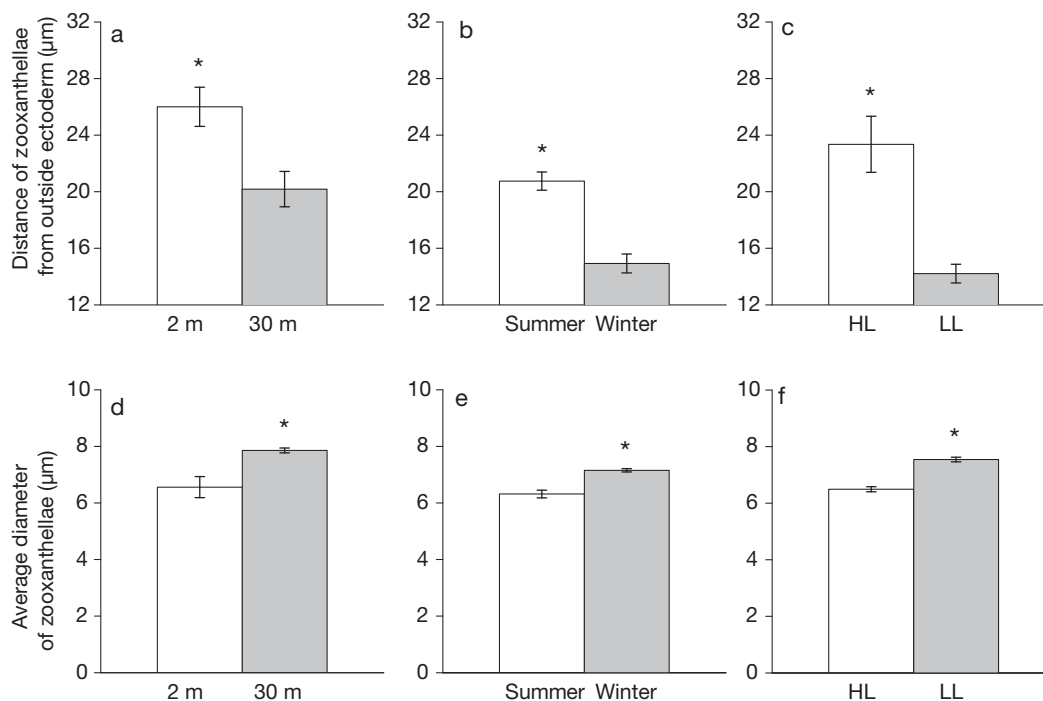 Distance of zooxanthellae
from outside ectoderm (µm)
32
28
24
20
16
12
a
*
2 m 30 m
32
28
24
20
16
12
b
*
Summer Winter
32
28
24
20
16
12
c
*
HL LL
Average diameter
of zooxanthellae (µm)
10
8
6
4
2
0
d
*
2 m 30 m
10
8
6
4
2
0
e
*
Summer Winter
10
8
6
4
2
0
f
*
HL LL